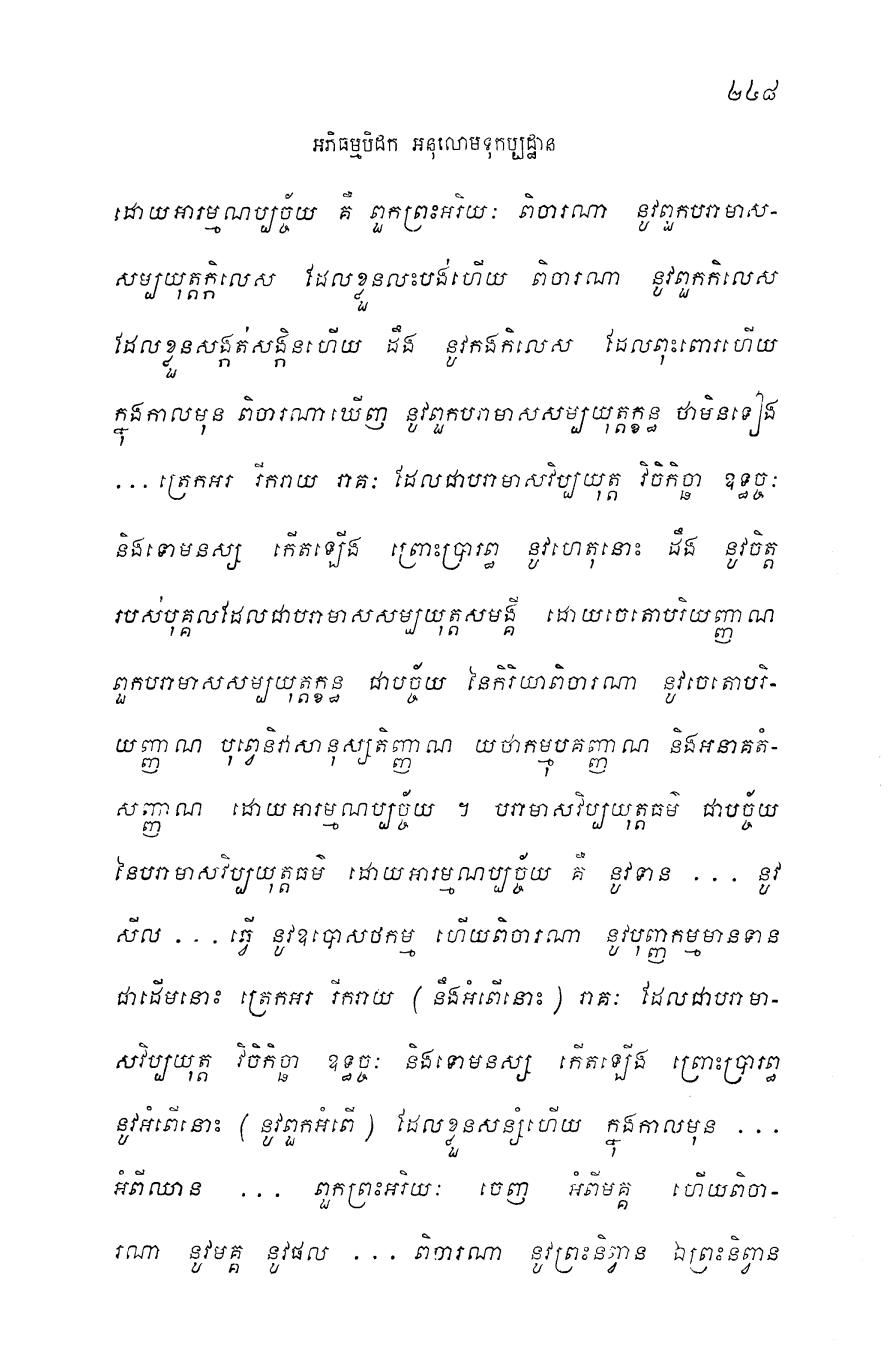 ២៤៨
អភិធម្មបិដក អនុលោមទុកប្បដ្ឋាន
ដោយអារម្មណប្បច្ច័យ គឺ ពួកព្រះអរិយៈ ពិចារណា នូវពួកបរាមាស-
សម្បយុត្តក្កិលេស ដែលខ្លួនលះបង់ហើយ ពិចារណា នូវពួកកិលេស
ដែលខ្លួនសង្កត់សង្កិនហើយ ដឹង នូវកងកិលេស ដែលពុះពោរហើយ
ក្នុងកាលមុន ពិចារណាឃើញ នូវពួកបរាមាសសម្បយុត្តក្ខន្ធ ថាមិនទៀង
... ត្រេកអរ រីករាយ រាគៈ ដែលជាបរាមាសវិប្បយុត្ត វិចិកិច្ឆា ឧទ្ធច្ចៈ
និងទោមនស្ស កើតឡើង ព្រោះប្រារព្ធ នូវហេតុនោះ ដឹង នូវចិត្ត
របស់បុគ្គលដែលជាបរាមាសសម្បយុត្តសមង្គី ដោយចេតោបរិយញ្ញាណ
ពួកបរាមាសសម្បយុត្តក្ខន្ធ ជាបច្ច័យ នៃកិរិយាពិចារណា នូវចេតោបរិ-
យញ្ញាណ បុព្វេនិវាសានុស្សតិញ្ញាណ យថាកម្មុបគញ្ញាណ និងអនាគតំ-
សញ្ញាណ ដោយអារម្មណប្បច្ច័យ ។ បរាមាសវិប្បយុត្តធម៌ ជាបច្ច័យ
នៃបរាមាសវិប្បយុត្តធម៌ ដោយអារម្មណប្បច្ច័យ គឺ នូវទាន ... នូវ
សីល ... ធ្វើ នូវឧបោសថកម្ម ហើយពិចារណា នូវបុញ្ញកម្មមានទាន
ជាដើមនោះ ត្រេកអរ រីករាយ ( នឹងអំពើនោះ ) រាគៈ ដែលជាបរាមា-
សវិប្បយុត្ត វិចិកិច្ឆា ឧទ្ធច្ចៈ និងទោមនស្ស កើតឡើង ព្រោះប្រារព្ធ
នូវអំពើនោះ ( នូវពួកអំពើ ) ដែលខ្លួនសន្សំហើយ ក្នុងកាលមុន ...
អំពីឈាន ... ពួកព្រះអរិយៈ ចេញ អំពីមគ្គ ហើយពិចា-
រណា នូវមគ្គ នូវផល ... ពិចារណា នូវព្រះនិព្វាន ឯព្រះនិព្វាន